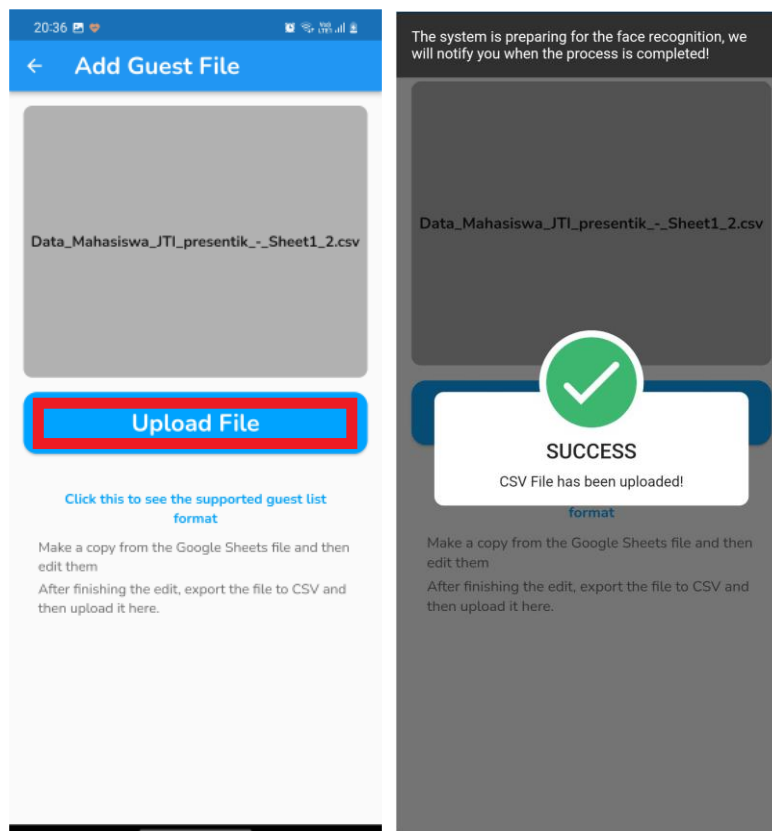 20:36
Add Guest File
Data_Mahasiswa_JTI_presentik_-_Sheet1_2.csv
Upload File
Click this to see the supported guest list
format
Make a copy from the Google Sheets file and then
edit them
After finishing the edit, export the file to CSV and
then upload it here.
The system is preparing for the face recognition, we
will notify you when the process is completed!
Data_Mahasiswa_JTI_presentik_-_Sheet1_2.csv
SUCCESS
CSV File has been uploaded!
format
Make a copy from the Google Sheets file and then
edit them
After finishing the edit, export the file to CSV and
then upload it here.